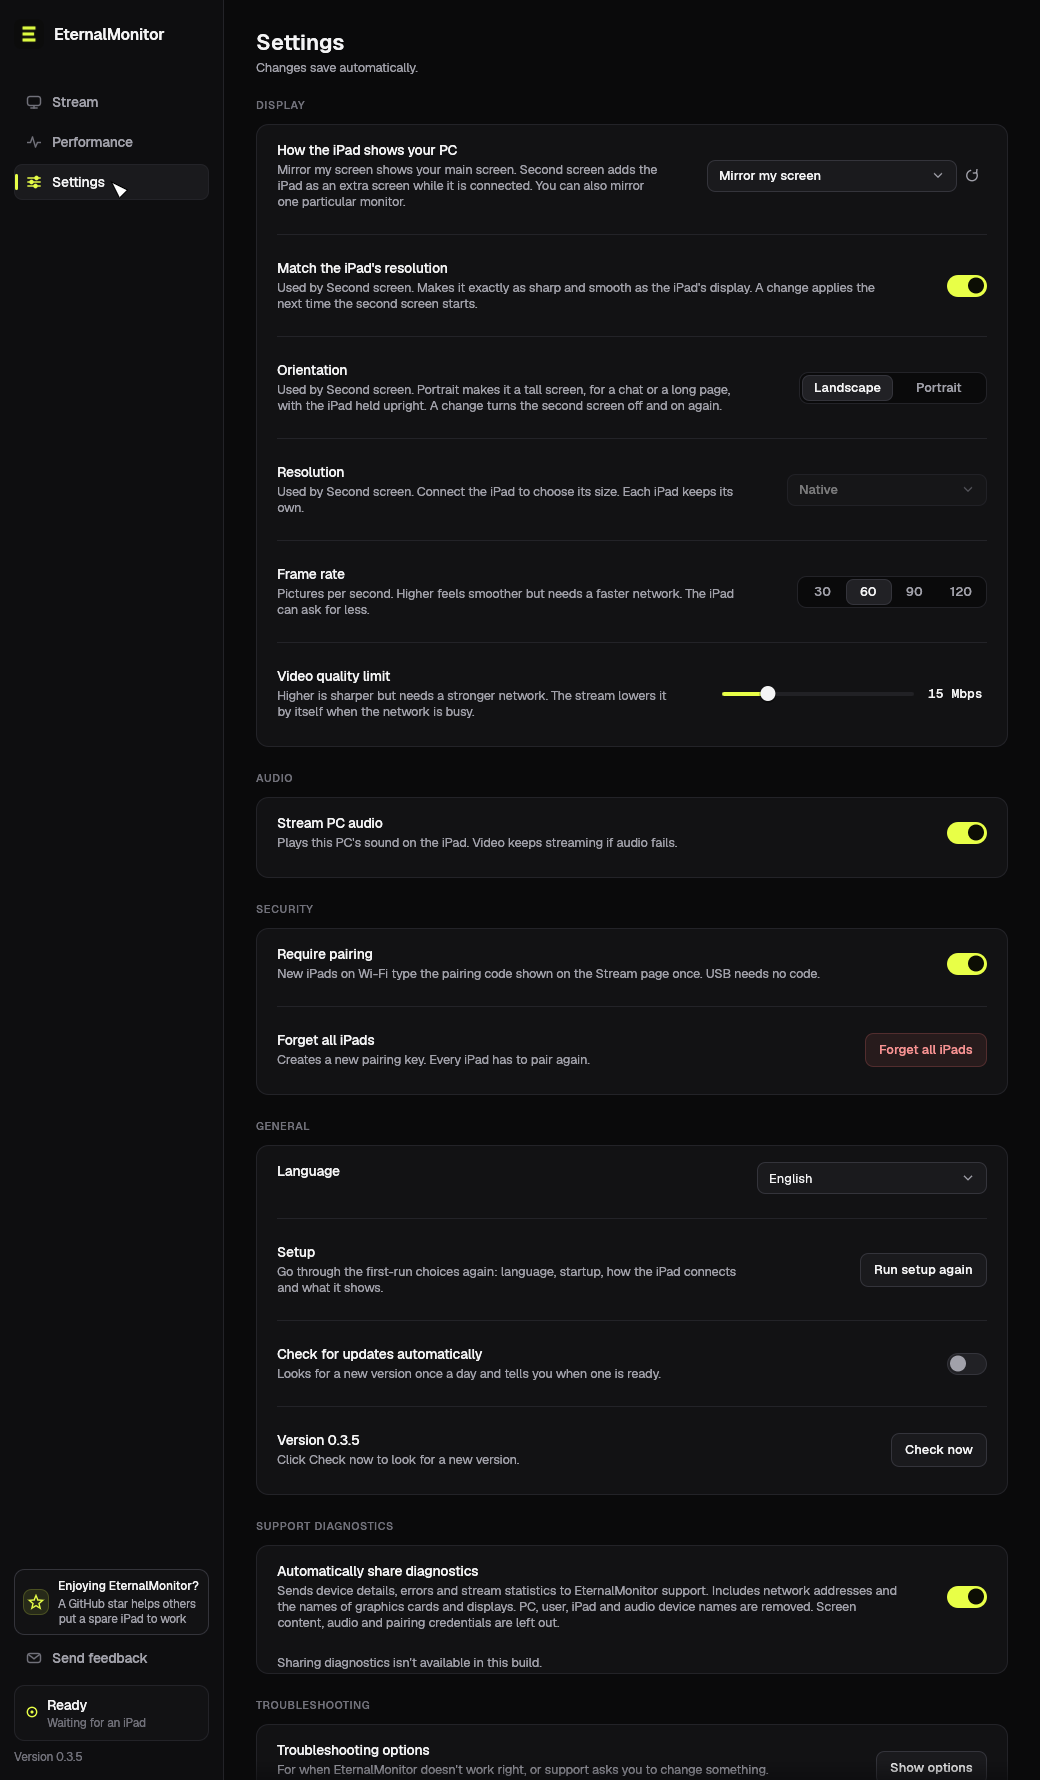 EternalMonitor
Stream
Performance
Settings
Enjoying EternalMonitor?
A GitHub star helps others
put a spare iPad to work
Send feedback
Ready
Waiting for an iPad
Version 0.3.5
Settings
Changes save automatically.
DISPLAY
How the iPad shows your PC
Mirror my screen shows your main screen. Second screen adds the
iPad as an extra screen while it is connected. You can also mirror
one particular monitor.
Mirror my screen
Match the iPad's resolution
Used by Second screen. Makes it exactly as sharp and smooth as the iPad's display. A change applies the
next time the second screen starts.
Orientation
Used by Second screen. Portrait makes it a tall screen, for a chat or a long page,
with the iPad held upright. A change turns the second screen off and on again.
Landscape
Portrait
Resolution
Used by Second screen. Connect the iPad to choose its size. Each iPad keeps its
own.
Native
Frame rate
Pictures per second. Higher feels smoother but needs a faster network. The iPad
can ask for less.
30
60
90
120
Video quality limit
Higher is sharper but needs a stronger network. The stream lowers it
by itself when the network is busy.
15 Mbps
AUDIO
Stream PC audio
Plays this PC's sound on the iPad. Video keeps streaming if audio fails.
SECURITY
Require pairing
New iPads on Wi-Fi type the pairing code shown on the Stream page once. USB needs no code.
Forget all iPads
Creates a new pairing key. Every iPad has to pair again.
Forget all iPads
GENERAL
Language
English
Setup
Go through the first-run choices again: language, startup, how the iPad connects
and what it shows.
Run setup again
Check for updates automatically
Looks for a new version once a day and tells you when one is ready.
Version 0.3.5
Click Check now to look for a new version.
Check now
SUPPORT DIAGNOSTICS
Automatically share diagnostics
Sends device details, errors and stream statistics to EternalMonitor support. Includes network addresses and
the names of graphics cards and displays. PC, user, iPad and audio device names are removed. Screen
content, audio and pairing credentials are left out.
Sharing diagnostics isn't available in this build.
TROUBLESHOOTING
Troubleshooting options
For when EternalMonitor doesn't work right, or support asks you to change something.
Show options